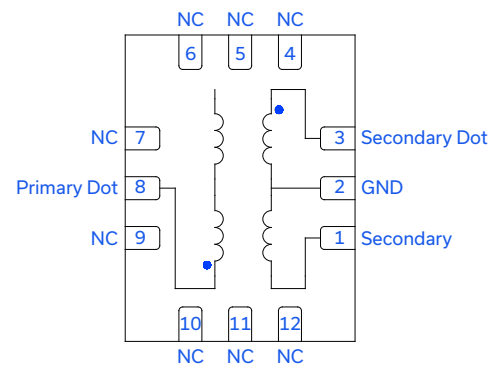 NC NC NC
6 5 4
NC 7 3 Secondary Dot
Primary Dot 8 2 GND
NC 9 1 Secondary
10 11 12
NC NC NC